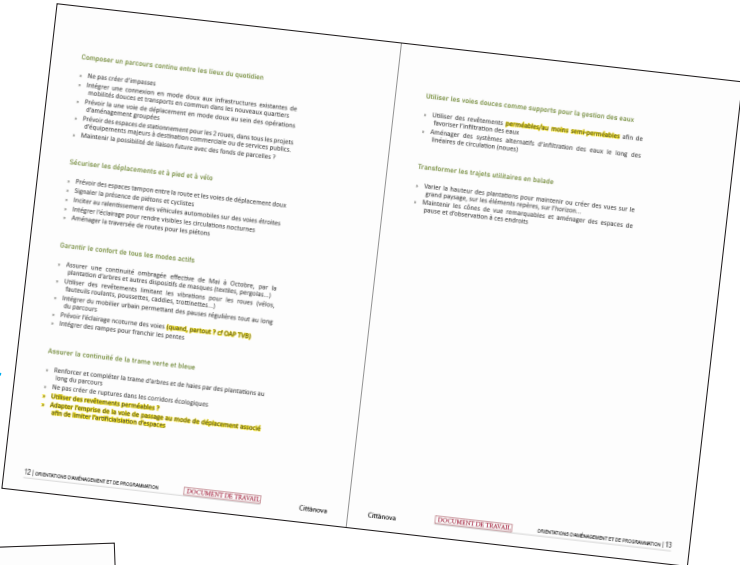 Composer un parcours continu entre les lieux du quotidien
• Ne pas créer d'impasses
• Intégrer une connexion en mode doux aux infrastructures existantes de
mobilités douces et transports en commun dans les nouveaux quartiers
• Prévoir la une voie de déplacement en mode doux au sein des opérations
d'aménagement groupées
• Prévoir des espaces de stationnement pour les 2 roues, dans tous les projets
d'équipements majeurs à destination commerciale ou de services publics.
• Maintenir la possibilité de liaison future avec des fonds de parcelles ?
Sécuriser les déplacements et à pied et à vélo
• Prévoir des espaces tampon entre la route et les voies de déplacement doux
• Signaler la présence de piétons et cyclistes
• Inciter au ralentissement des véhicules automobiles sur des voies étroites
• Intégrer l'éclairage pour rendre visibles les circulations nocturnes
• Aménager la traversée de routes pour les piétons
Garantir le confort de tous les modes actifs
• Assurer une continuité ombragée effective de Mai à Octobre, par la
plantation d'arbres et autres dispositifs de masques (textiles, pergolas...)
• Utiliser des revêtements limitant les vibrations pour les roues (vélos,
fauteuils roulants, poussettes, caddies, trottinettes...)
• Intégrer du mobilier urbain permettant des pauses régulières tout au long
du parcours
• Prévoir l'éclairage ncoturne des voies (quand, partout ? cf OAP TVB)
• Intégrer des rampes pour franchir les pentes
Assurer la continuité de la trame verte et bleue
• Renforcer et compléter la trame d'arbres et de haies par des plantations au
long du parcours
• Ne pas créer de ruptures dans les corridors écologiques
• Utiliser des revêtements perméables ?
• Adapter l'emprise de la voie de passage au mode de déplacement associé
afin de limiter l'artificialisiation d'espaces
12 | ORIENTATIONS D'AMÉNAGEMENT ET DE PROGRAMMATION
DOCUMENT DE TRAVAIL
Cittànova
Utiliser les voies douces comme supports pour la gestion des eaux
• Utiliser des revêtements perméables/au moins semi-perméables afin de
favoriser l'infiltration des eaux
• Aménager des systèmes alternatifs d'infiltration des eaux le long des
linéaires de circulation (noues)
Transformer les trajets utilitaires en balade
• Varier la hauteur des plantations pour maintenir ou créer des vues sur le
grand paysage, sur les éléments repères, sur l'horizon...
• Maintenir les cônes de vue remarquables et aménager des espaces de
pause et d'observation à ces endroits
Cittànova
DOCUMENT DE TRAVAIL
ORIENTATIONS D'AMÉNAGEMENT ET DE PROGRAMMATION | 13